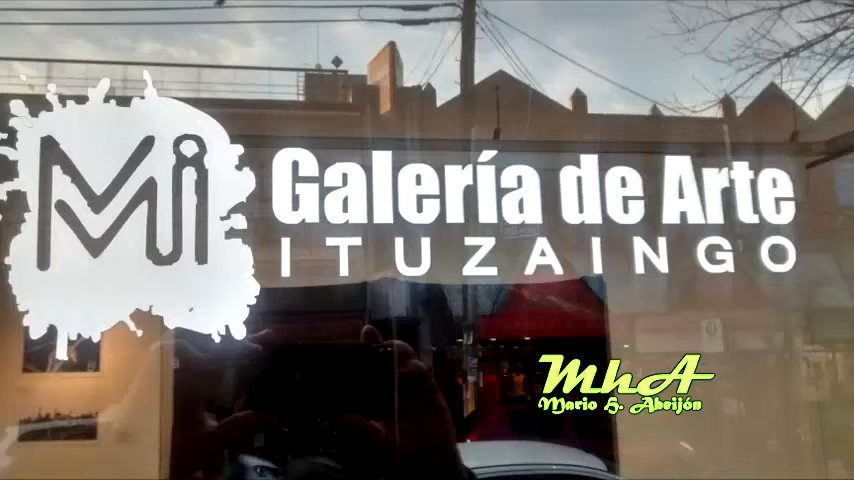 Mi
Galería de Arte
ITUZAINGO
MhA
Mario H. Abeijón